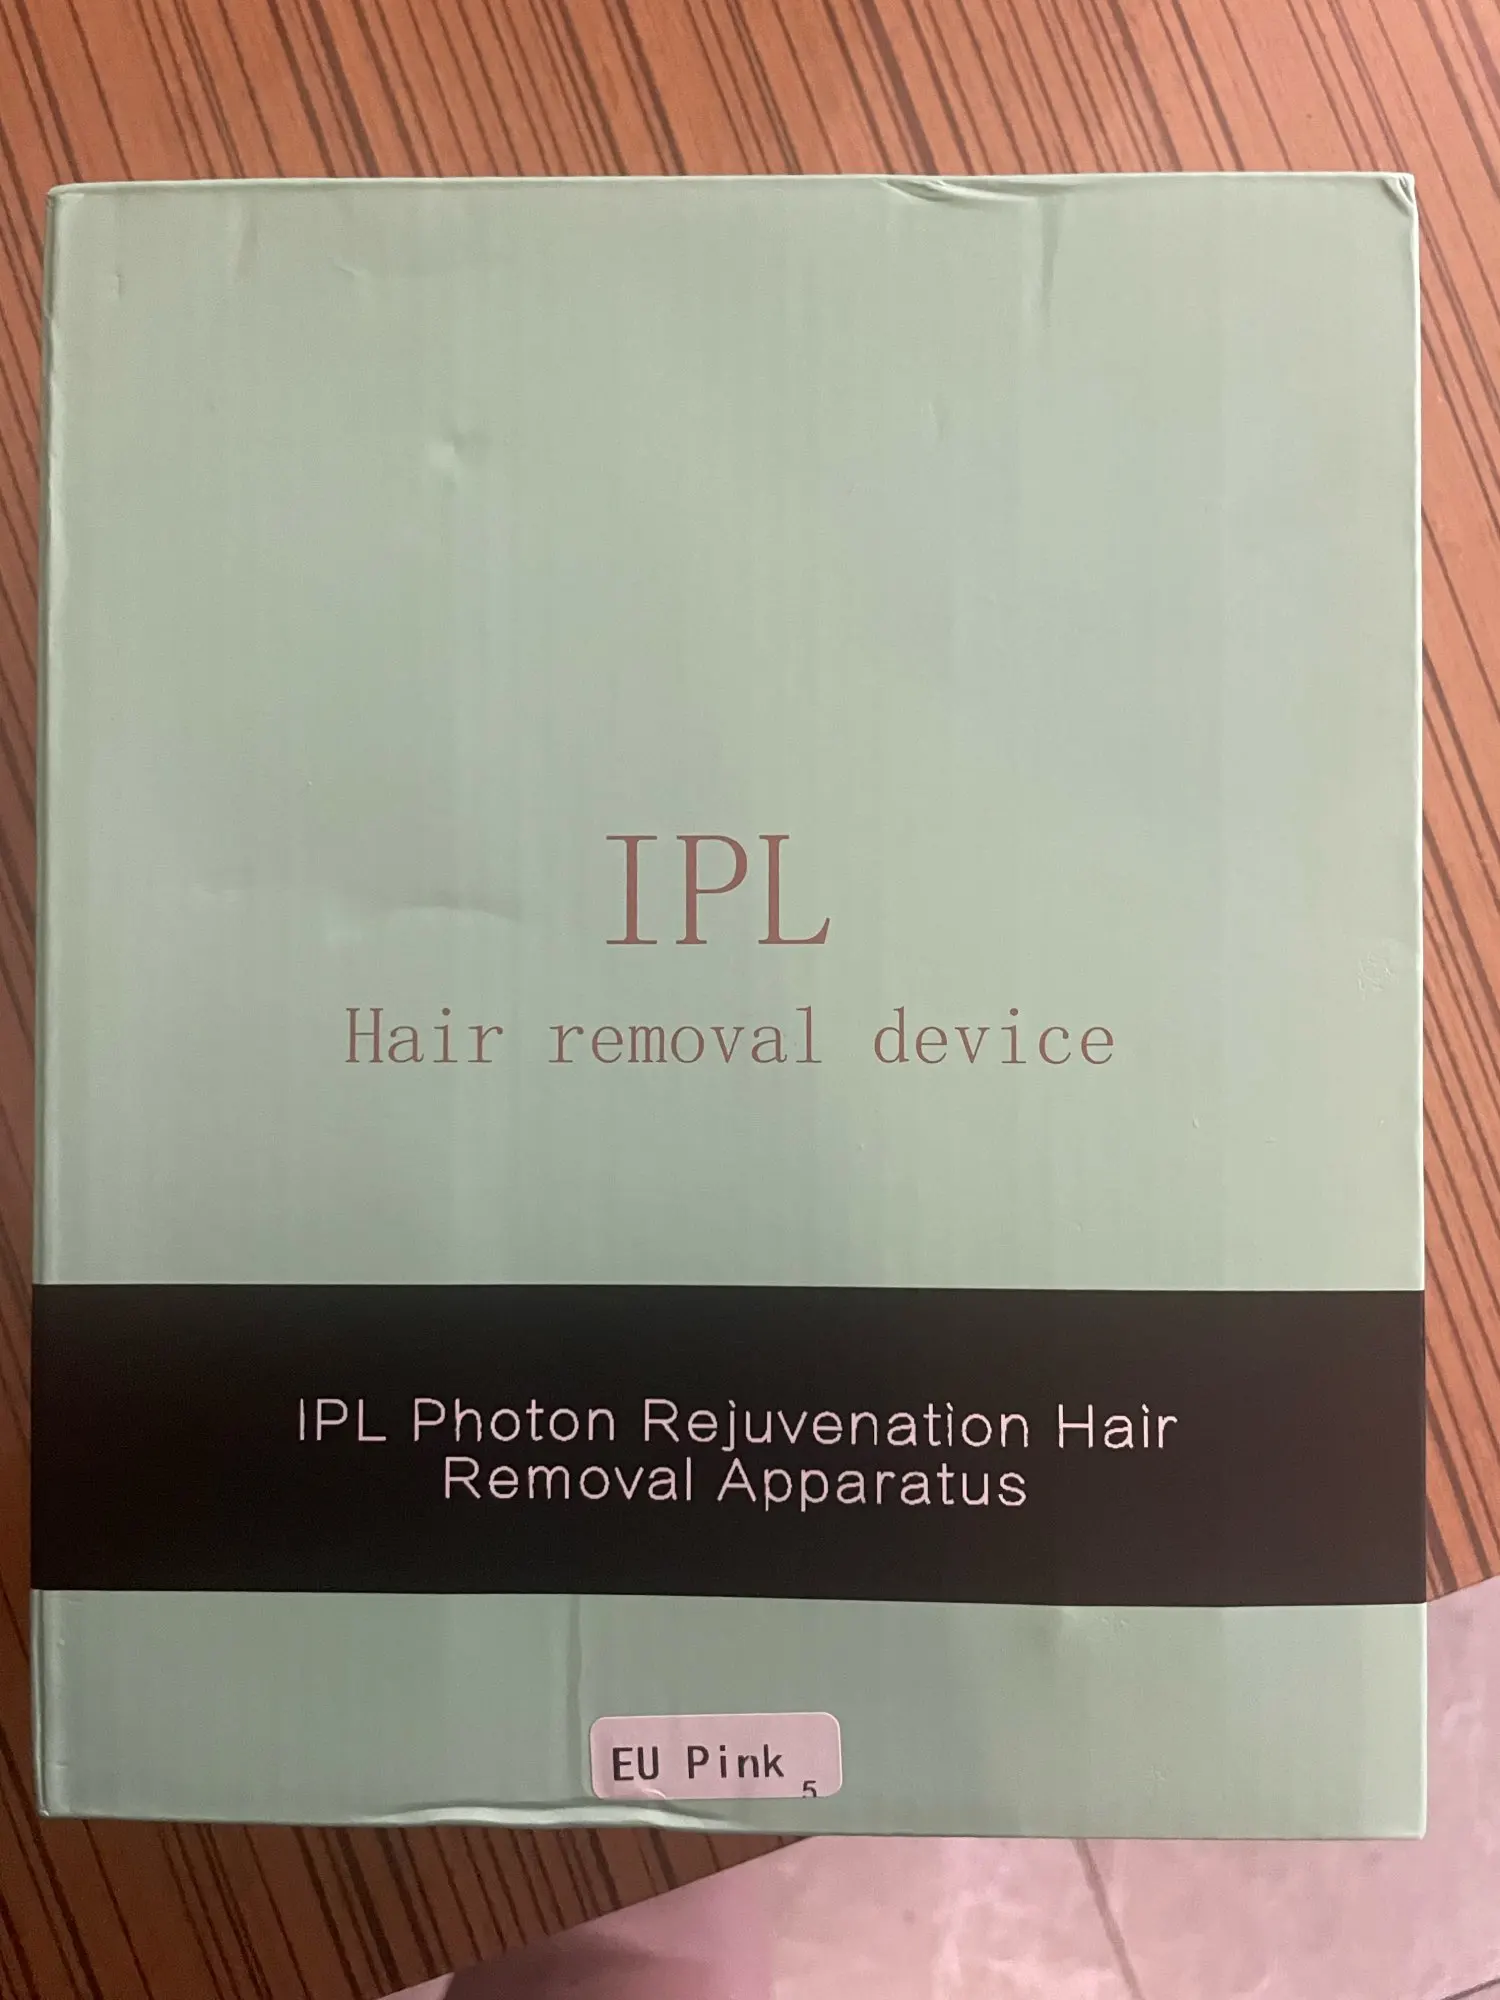 IPL
Hair removal device
IPL Photon Rejuvenation Hair
Removal Apparatus
EU Pink
5